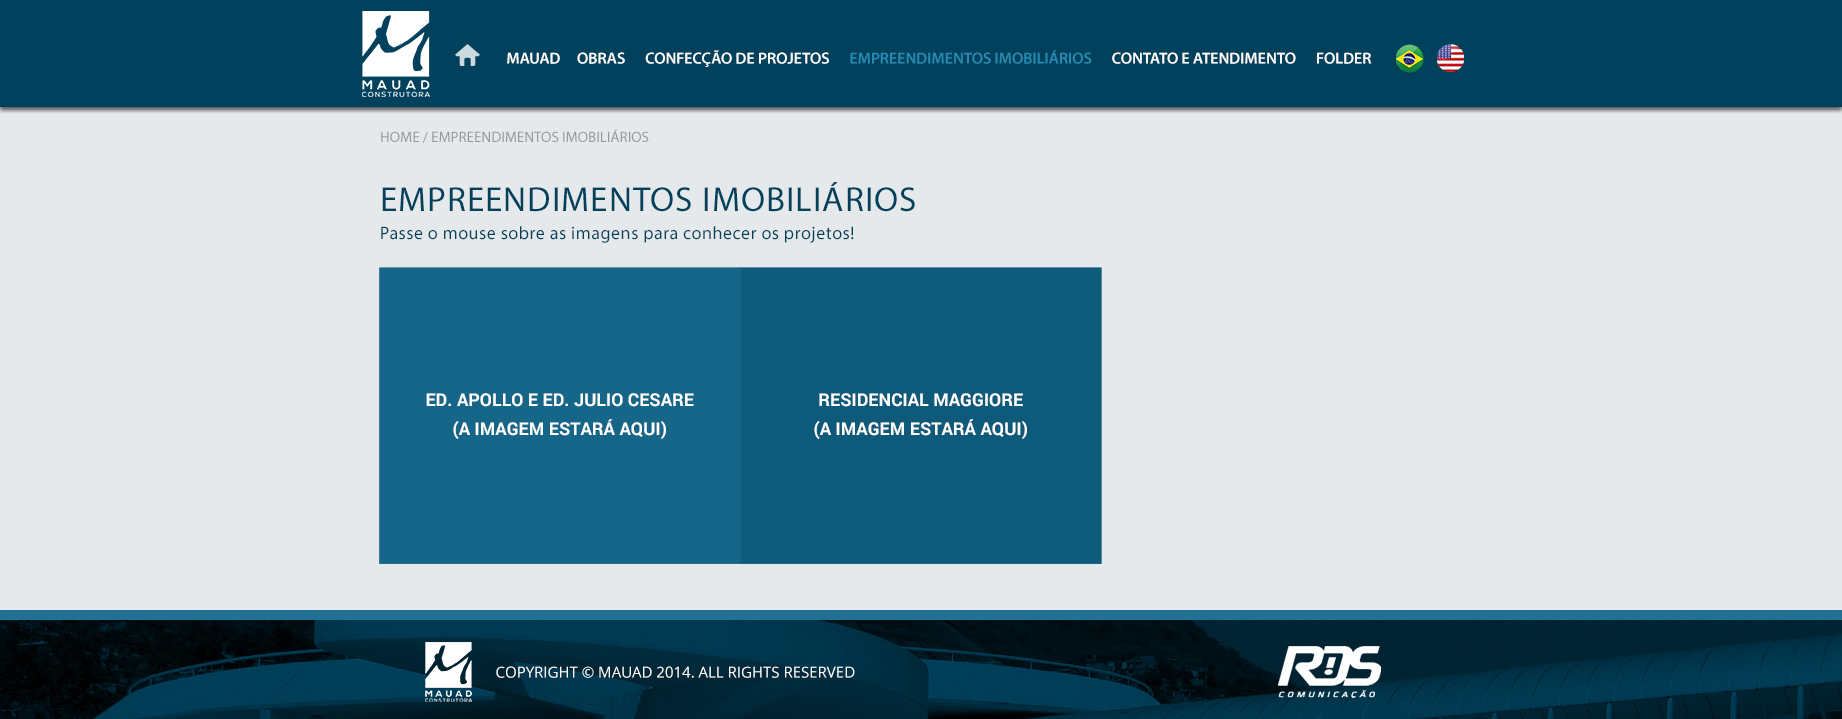 MAUAD
CONSTRUTORA
MAUAD OBRAS CONFECÇÃO DE PROJETOS EMPREENDIMENTOS IMOBILIÁRIOS CONTATO E ATENDIMENTO FOLDER
HOME / EMPREENDIMENTOS IMOBILIÁRIOS
EMPREENDIMENTOS IMOBILIÁRIOS
Passe o mouse sobre as imagens para conhecer os projetos!
ED. APOLLO E ED. JULIO CESARE
(A IMAGEM ESTARÁ AQUI)
RESIDENCIAL MAGGIORE
(A IMAGEM ESTARÁ AQUI)
MAUAD
CONSTRUTORA
COPYRIGHT © MAUAD 2014. ALL RIGHTS RESERVED
RDS
COMUNICAÇÃO